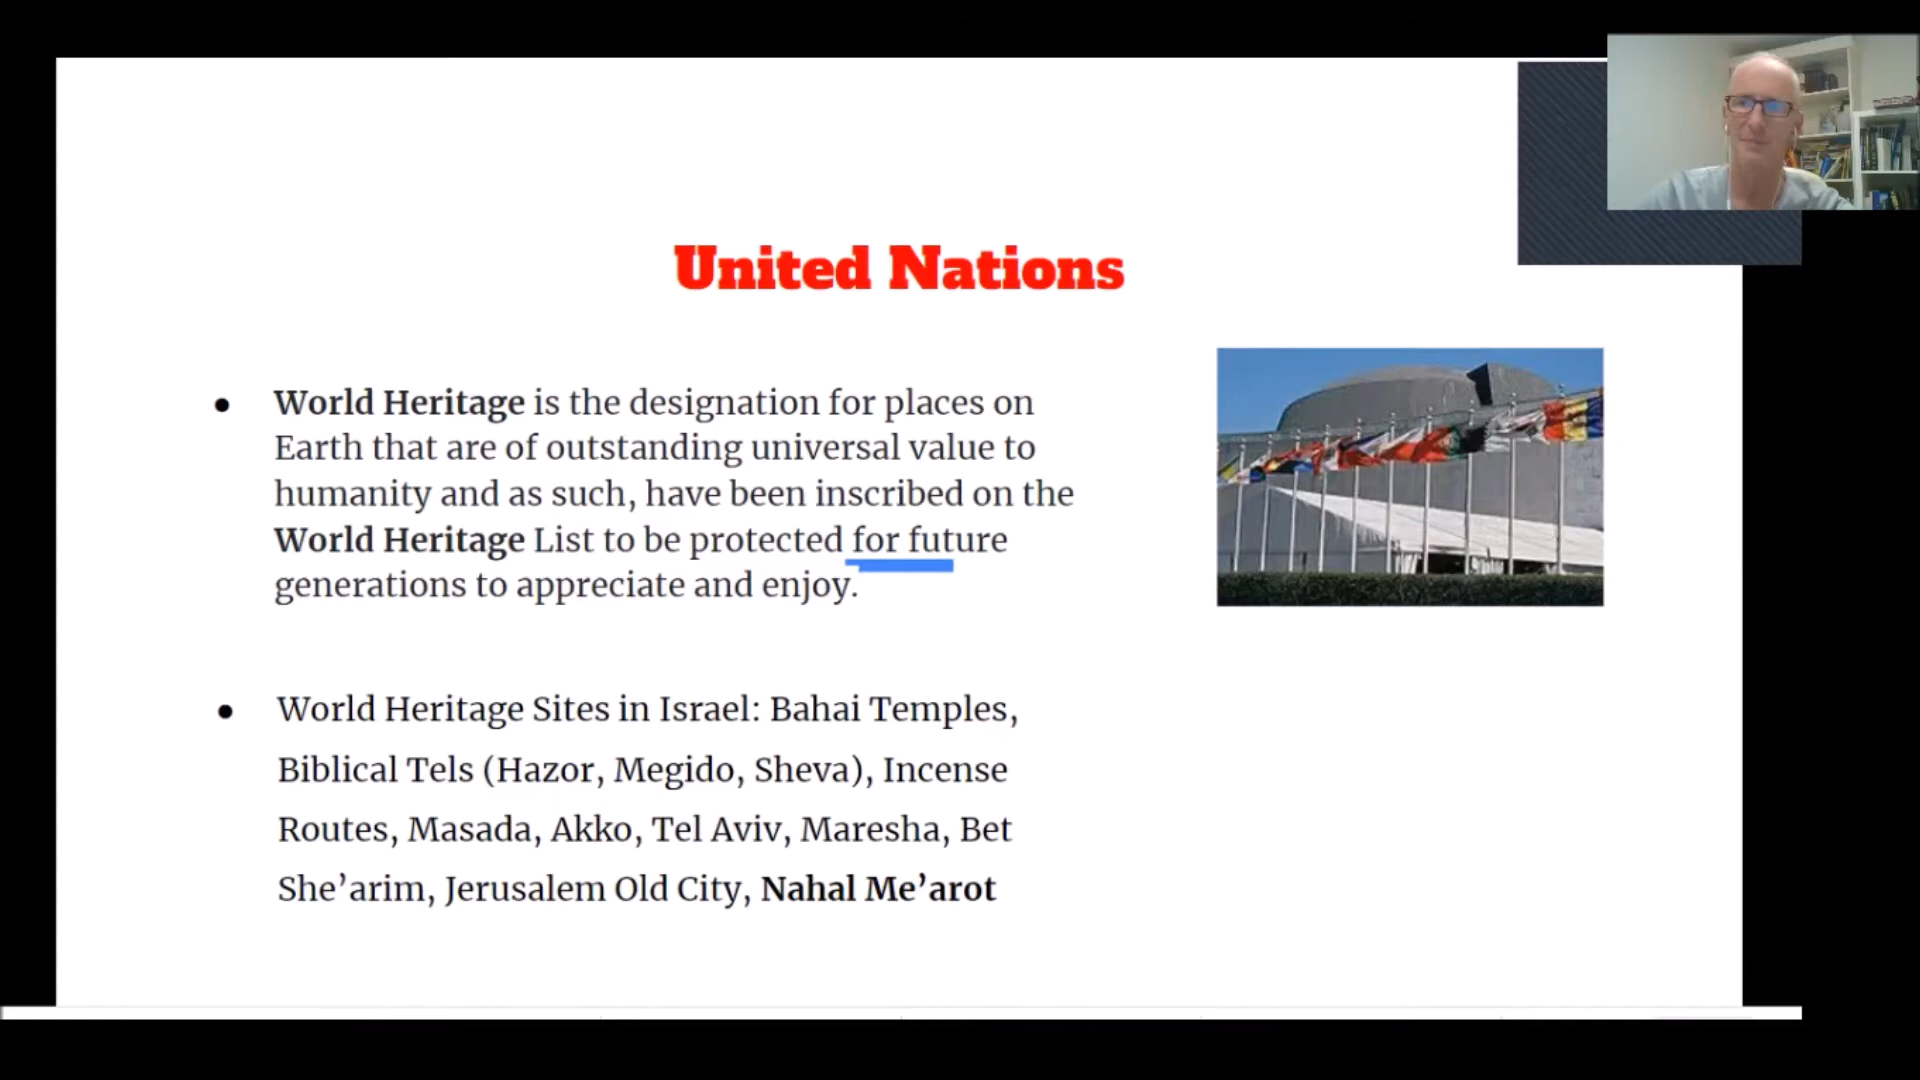 United Nations
● World Heritage is the designation for places on
Earth that are of outstanding universal value to
humanity and as such, have been inscribed on the
World Heritage List to be protected for future
generations to appreciate and enjoy.
● World Heritage Sites in Israel: Bahai Temples,
Biblical Tels (Hazor, Megido, Sheva), Incense
Routes, Masada, Akko, Tel Aviv, Maresha, Bet
She’arim, Jerusalem Old City, Nahal Me’arot